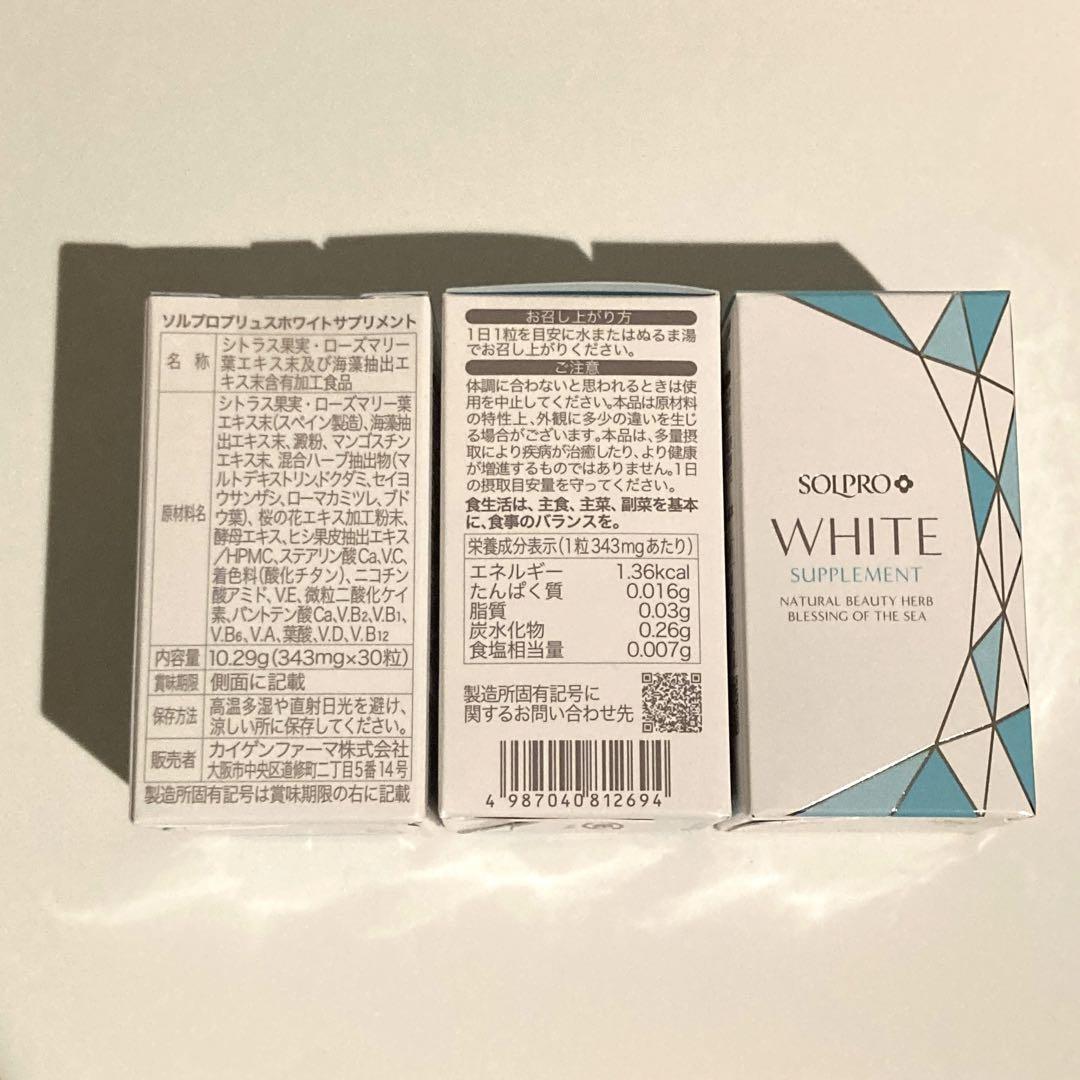 ソルプロプリュスホワイトサプリメント
名 称
シトラス果実・ローズマリー
葉エキス末及び海藻抽出エ
キス末含有加工食品
原材料名
シトラス果実・ローズマリー葉
エキス末(スペイン製造)、海藻抽
出エキス末、澱粉、マンゴスチン
エキス末、混合ハーブ抽出物(マ
ルトデキストリン、ドクダミ、セイヨ
ウサンザシ、ローマカミツレ、ブド
ウ葉)、桜の花エキス加工粉末、
酵母エキス、ヒシ果皮抽出エキス
/HPMC、ステアリン酸Ca、V.C、
着色料(酸化チタン)、ニコチン
酸アミド、V.E、微粒二酸化ケイ
素、パントテン酸Ca、V.B2、V.B1、
V.B6、V.A、葉酸、V.D、V.B12
内容量 10.29g(343mg×30粒)
賞味期限 側面に記載
保存方法
高温多湿や直射日光を避け、
涼しい所に保存してください。
販売者
カイゲンファーマ株式会社
大阪市中央区道修町二丁目5番14号
製造所固有記号は賞味期限の右に記載
お召し上がり方
1日1粒を目安に水またはぬるま湯
でお召し上がりください。
ご注意
体調に合わないと思われるときは使
用を中止してください。本品は原材料
の特性上、外観に多少の違いを生じ
る場合がございます。本品は、多量摂
取により疾病が治癒したり、より健康
が増進するものではありません。1日
の摂取目安量を守ってください。
食生活は、主食、主菜、副菜を基本
に、食事のバランスを。
栄養成分表示(1粒343mgあたり)
エネルギー 1.36kcal
たんぱく質 0.016g
脂質 0.03g
炭水化物 0.26g
食塩相当量 0.007g
製造所固有記号に
関するお問い合わせ先
4 987040 812694
SOLPRO
WHITE
SUPPLEMENT
NATURAL BEAUTY HERB
BLESSING OF THE SEA